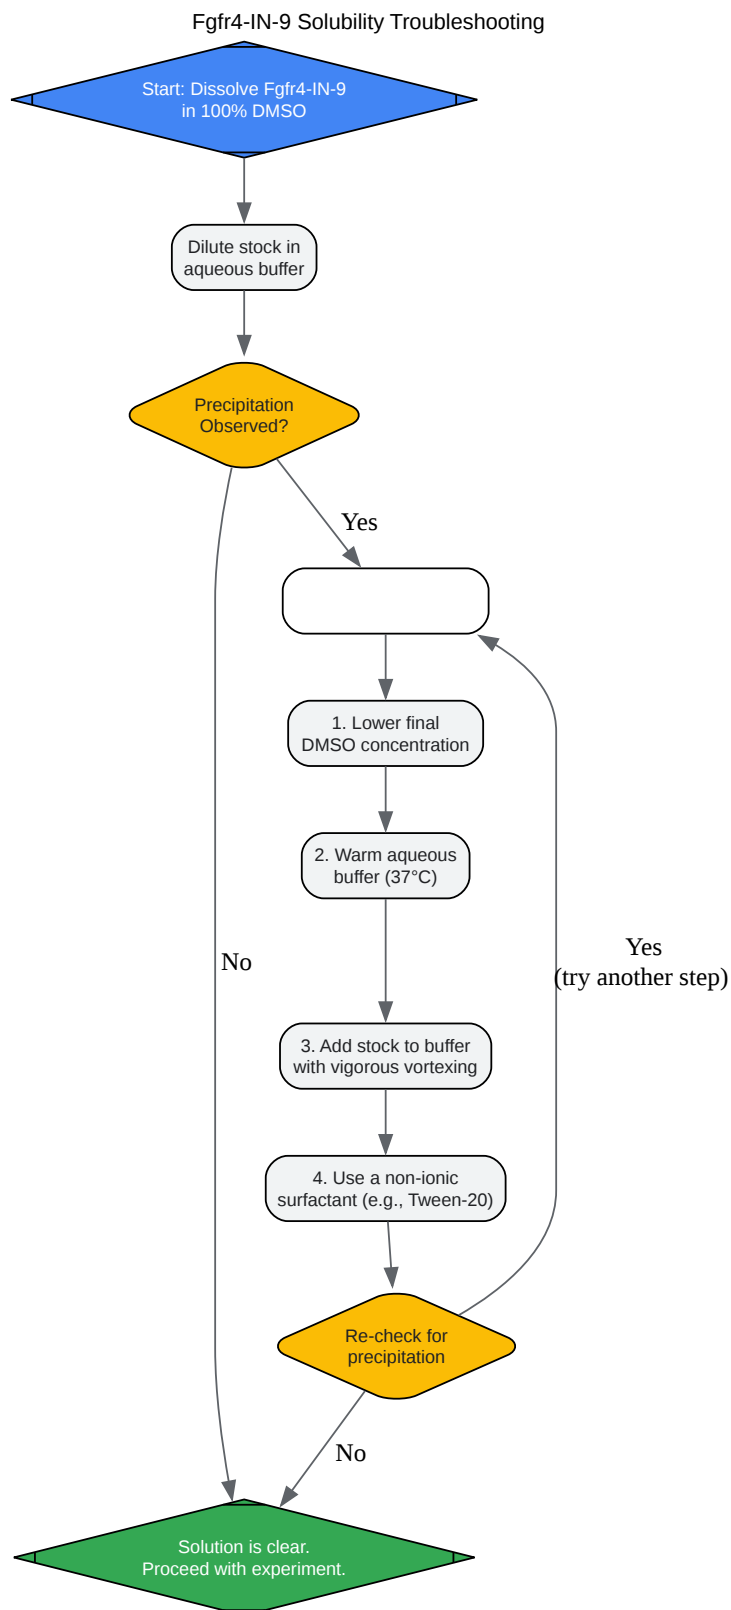 Fgfr4-IN-9 Solubility Troubleshooting
Start: Dissolve Fgfr4-IN-9
in 100% DMSO
Dilute stock in
aqueous buffer
Precipitation
Observed?
Yes
1. Lower final
DMSO concentration
2. Warm aqueous
buffer (37°C)
No
Yes
(try another step)
3. Add stock to buffer
with vigorous vortexing
4. Use a non-ionic
surfactant (e.g., Tween-20)
Re-check for
precipitation
No
Solution is clear.
Proceed with experiment.